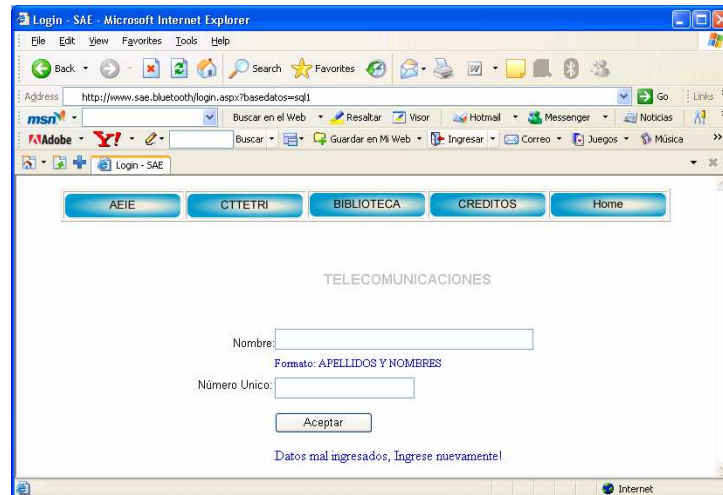 Login - SAE - Microsoft Internet Explorer
File Edit View Favorites Tools Help
Back Search Favorites
Address http://www.sae.bluetooth/login.aspx?basedatos=sql1 Go Links
msn Buscar en el Web Resaltar Visor Hotmail Messenger Noticias
Adobe Y! Buscar Guardar en Mi Web Ingresar Correo Juegos Música
Login - SAE
AEIE CTTETRI BIBLIOTECA CREDITOS Home
TELECOMUNICACIONES
Nombre:
Formato: APELLIDOS Y NOMBRES
Número Unico:
Aceptar
Datos mal ingresados, Ingrese nuevamente!
Internet